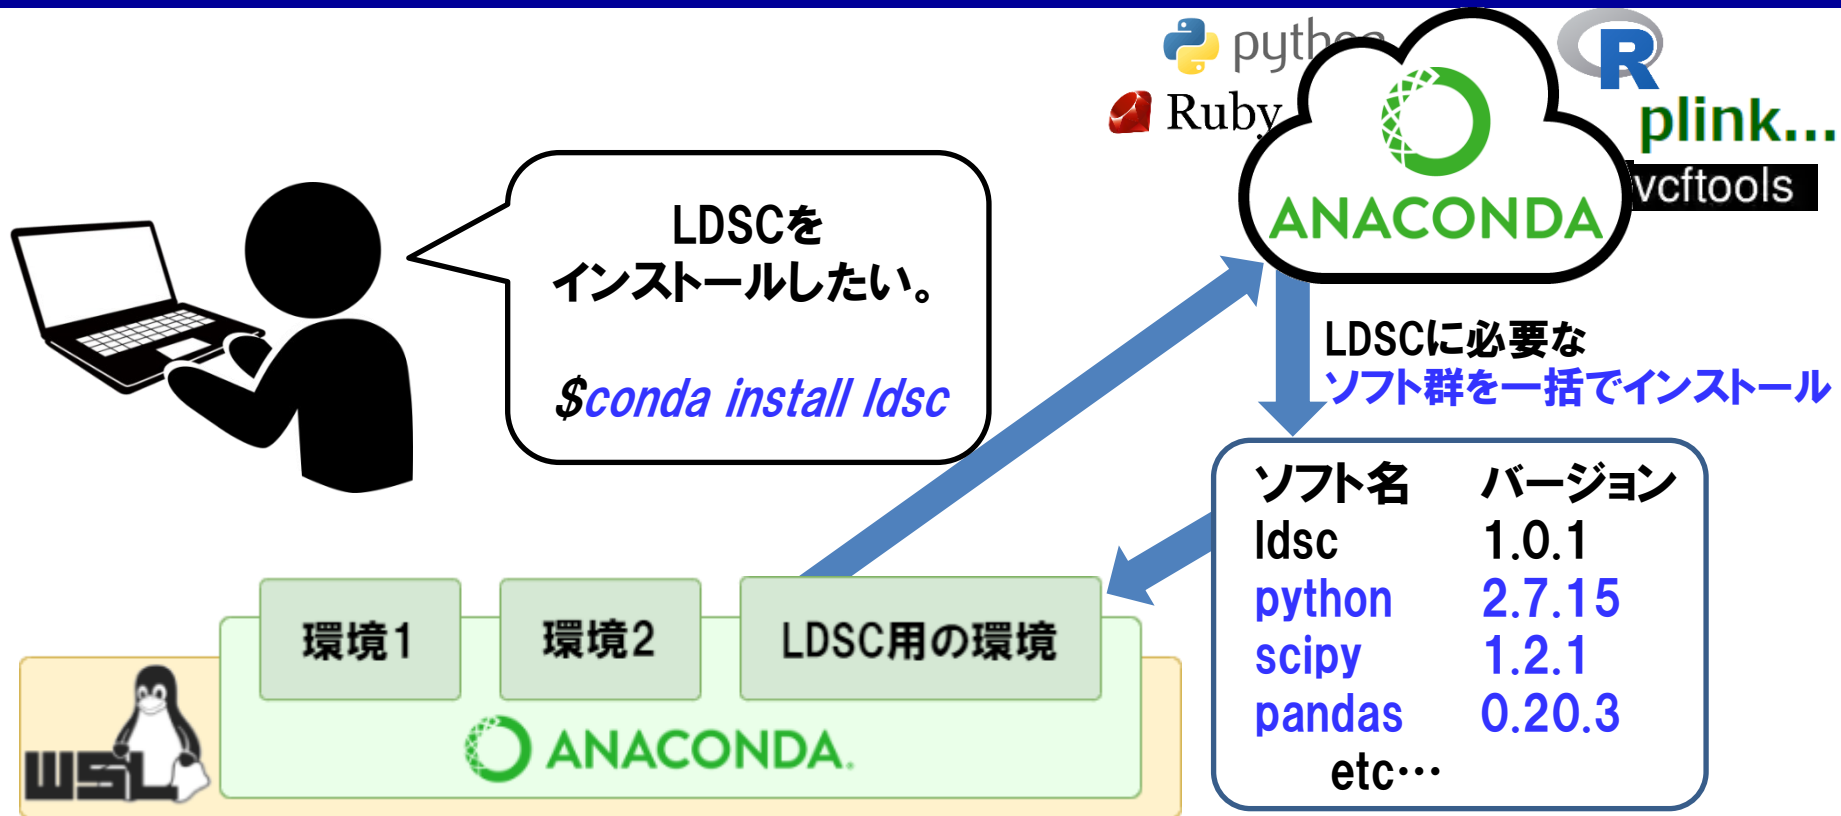 python
Ruby
R
plink...
vcftools
ANACONDA
LDSCを
インストールしたい。
$conda install ldsc
LDSCに必要な
ソフト群を一括でインストール
ソフト名 バージョン
ldsc 1.0.1
python 2.7.15
scipy 1.2.1
pandas 0.20.3
etc…
環境1 環境2 LDSC用の環境
WSL
ANACONDA.